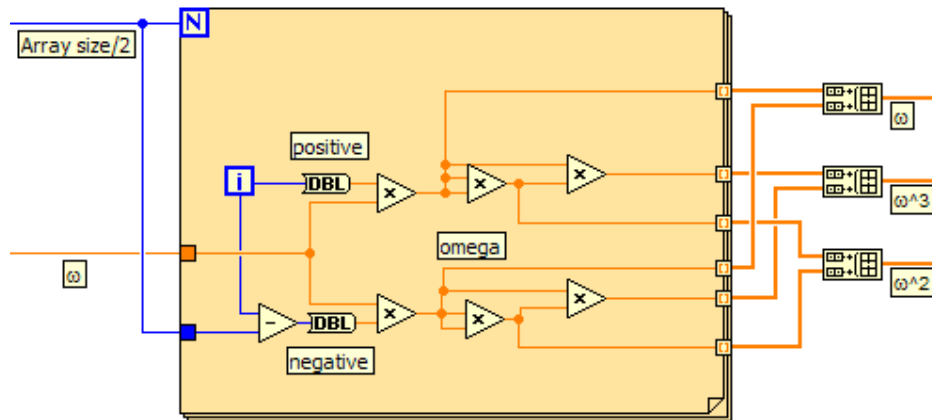 N
Array size/2
positive
i
DBL
×
×
×
ω
ω^3
omega
ω
ω^2
×
×
×
-
DBL
negative